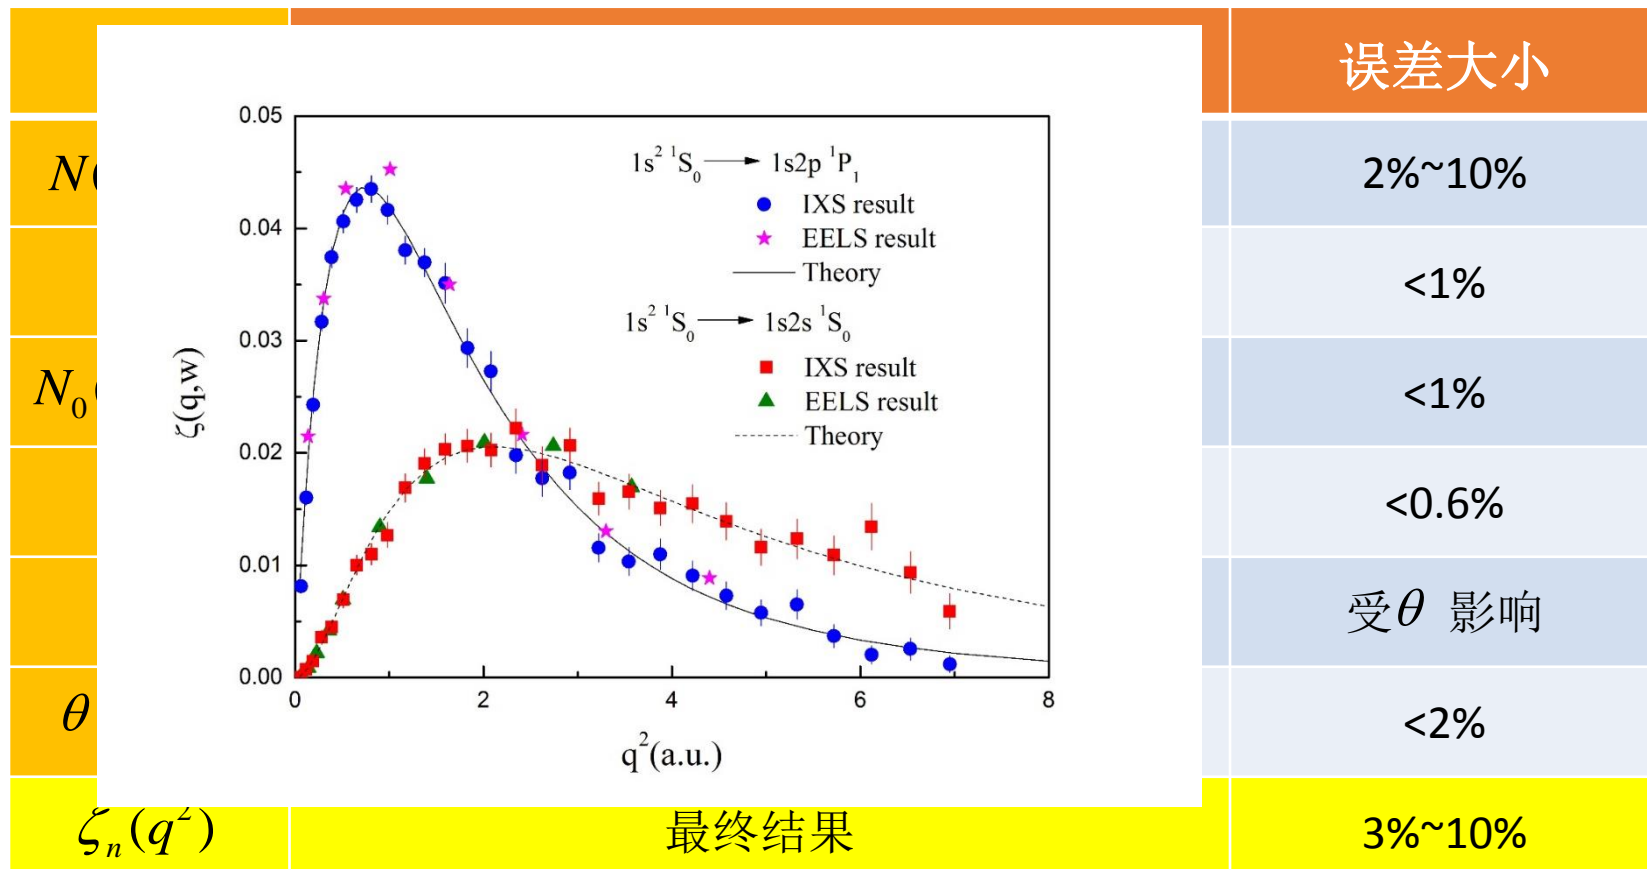 误差大小
N(
2%~10%
<1%
N₀(
<1%
<0.6%
受θ 影响
θ
<2%
ζₙ(q²)
最终结果
3%~10%
0.05
0.04
0.03
0.02
0.01
0.00
ζ(q,w)
1s² ¹S₀ → 1s2p ¹P₁
IXS result
EELS result
Theory
1s² ¹S₀ → 1s2s ¹S₀
IXS result
EELS result
Theory
0 2 4 6 8
q²(a.u.)